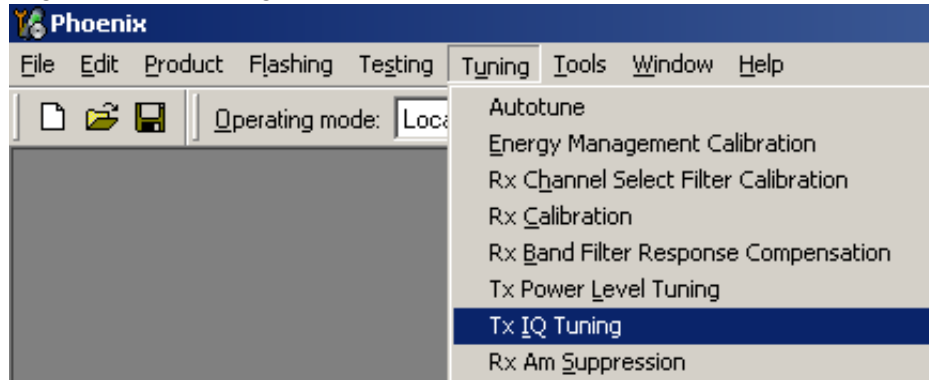 Phoenix
File Edit Product Flashing Testing Tuning Tools Window Help
Operating mode: Loca
Autotune
Energy Management Calibration
Rx Channel Select Filter Calibration
Rx Calibration
Rx Band Filter Response Compensation
Tx Power Level Tuning
Tx IQ Tuning
Rx Am Suppression